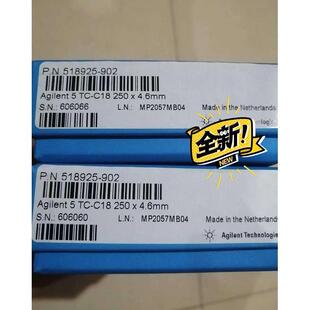 P.N 518925-902
Agilent 5 TC-C18 250 x 4.6mm
S.N.: 606066 L.N.: MP2057MB04 Made in the Netherlands
全新!
NEW
P.N 518925-902
Agilent 5 TC-C18 250 x 4.6mm
S.N.: 606060 L.N.: MP2057MB04 Made in the Netherlands
Agilent Technologies